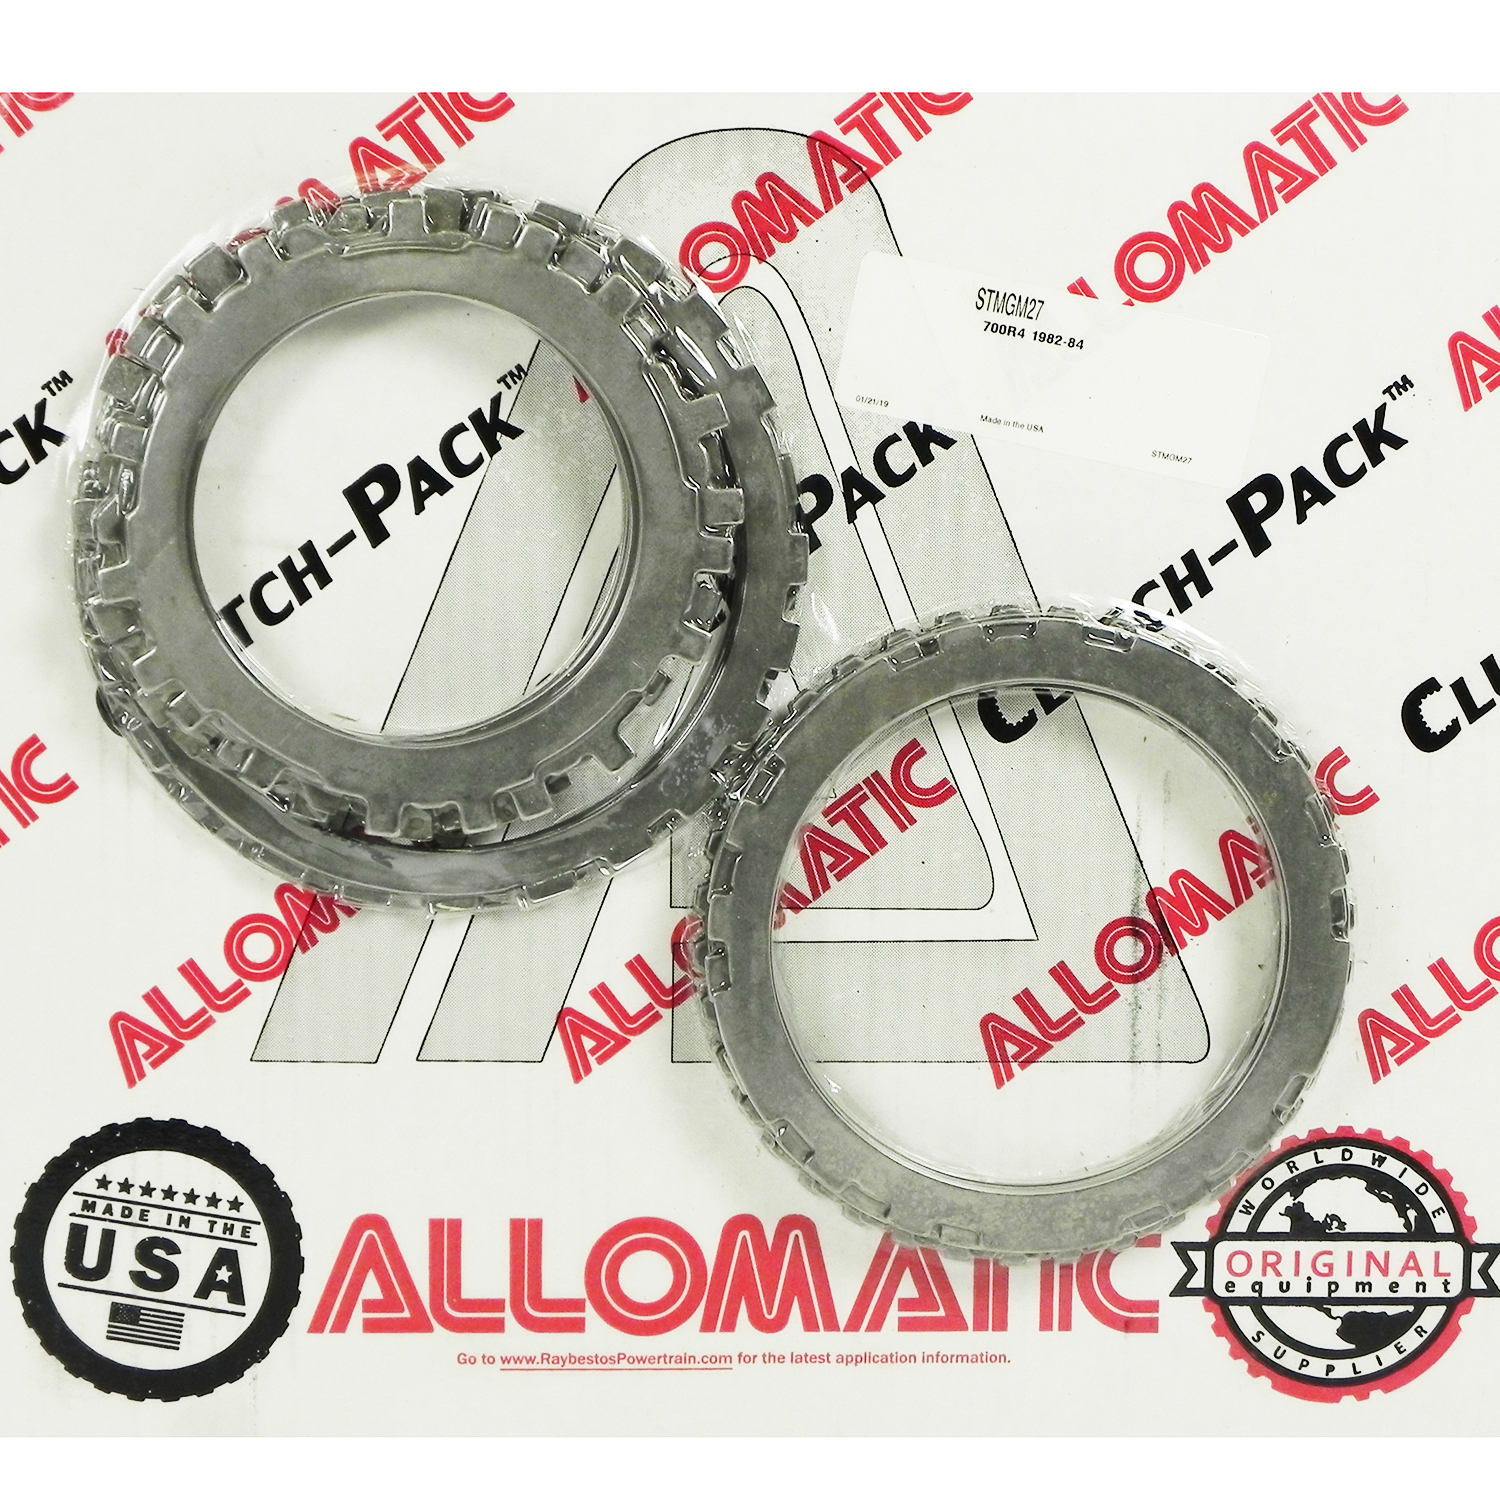 ALLOMATIC
ALLOMATIC
ALLOMATIC
STMGM27
700R4 1982-84
01/21/19
Made in the USA
STMGM27
CK™
TCH-PACK™
PACK
CLUTCH-PACK™
CLU
ALLOMATIC
ALLOMATIC
ALLOMATIC
ALLO
MADE IN THE
USA
ALLOMATIC
Go to www.RaybestosPowertrain.com for the latest application information.
WORLDWIDE
ORIGINAL
equipment
SUPPLIER